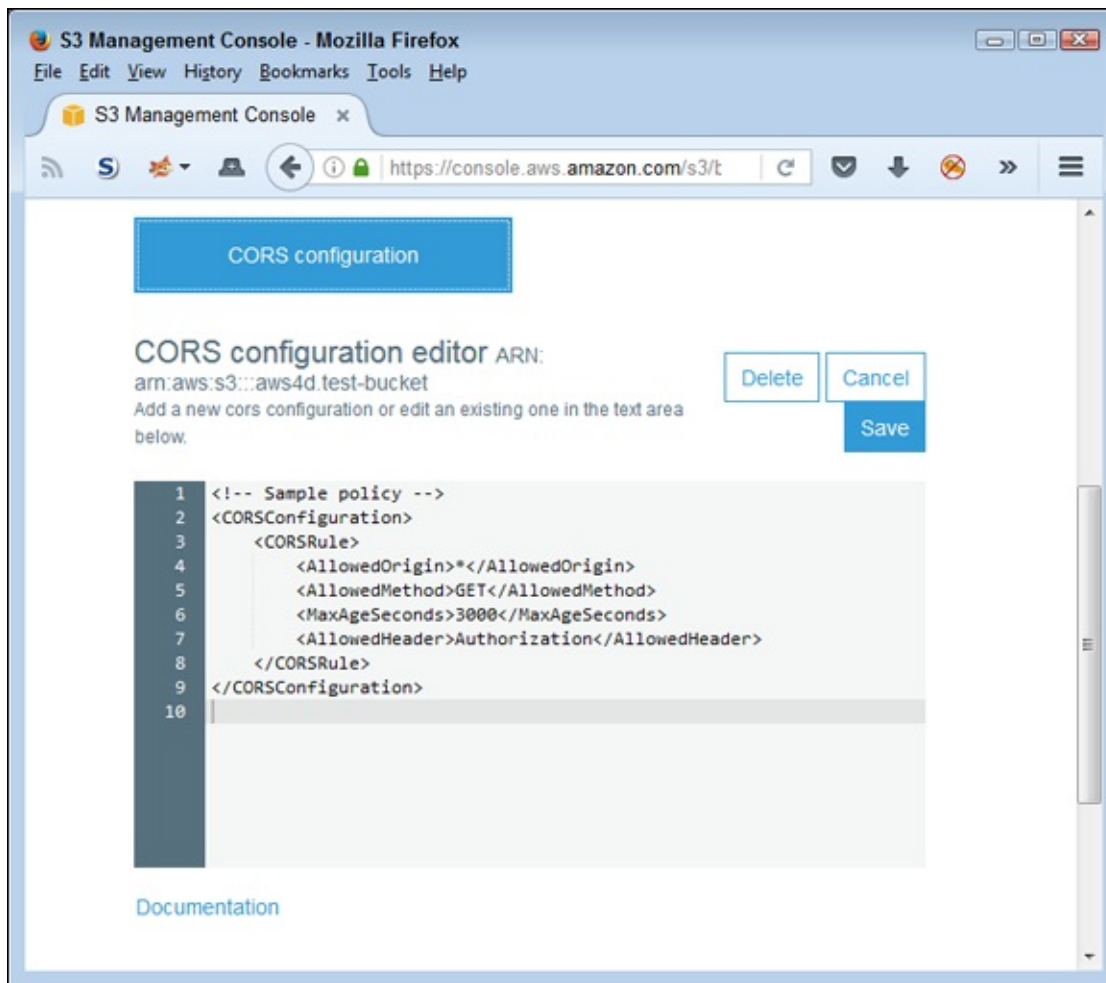 S3 Management Console - Mozilla Firefox
File Edit View History Bookmarks Tools Help
S3 Management Console ×
S https://console.aws.amazon.com/s3/b
CORS configuration
CORS configuration editor ARN:
arn:aws:s3:::aws4d.test-bucket
Add a new cors configuration or edit an existing one in the text area
below.
Delete Cancel
Save
1 <!-- Sample policy -->
2 <CORSConfiguration>
3     <CORSRule>
4         <AllowedOrigin>*</AllowedOrigin>
5         <AllowedMethod>GET</AllowedMethod>
6         <MaxAgeSeconds>3000</MaxAgeSeconds>
7         <AllowedHeader>Authorization</AllowedHeader>
8     </CORSRule>
9 </CORSConfiguration>
10
Documentation